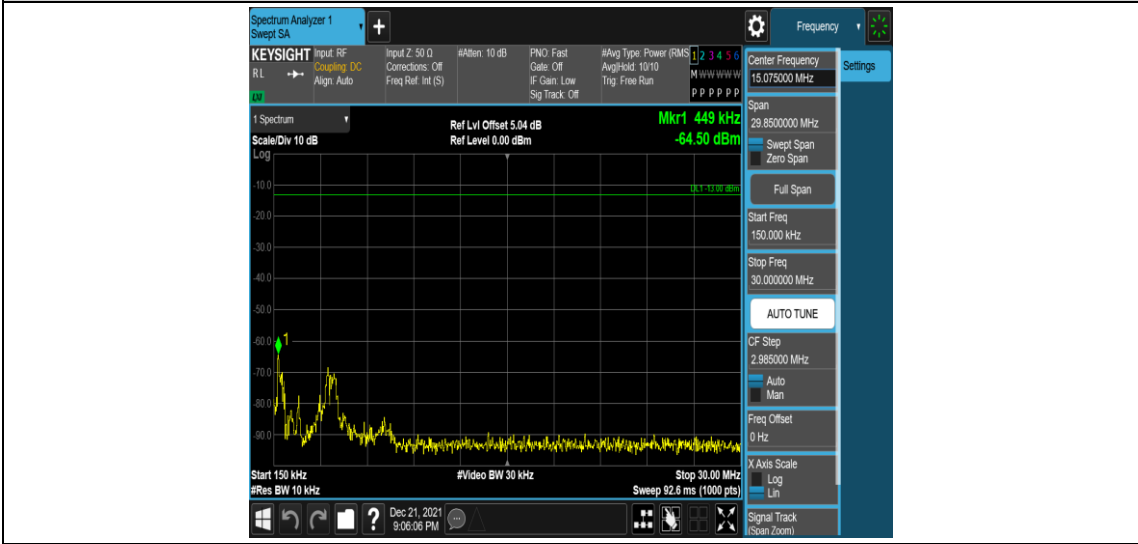 Spectrum Analyzer 1
Swept SA
+
Frequency
KEYSIGHT
RL
Input: RF
Coupling: DC
Align: Auto
Input Z: 50 Ω
Corrections: Off
Freq Ref: Int (S)
#Atten: 10 dB
PNO: Fast
Gate: Off
IF Gain: Low
Sig Track: Off
#Avg Type: Power (RMS
Avg|Hold: 10/10
Trig: Free Run
1 2 3 4 5 6
M W W W W W
P P P P P P
1 Spectrum
Scale/Div 10 dB
Log
Ref Lvl Offset 5.04 dB
Ref Level 0.00 dBm
Mkr1 449 kHz
-64.50 dBm
DL1 -13.00 dBm
-10.0
-20.0
-30.0
-40.0
-50.0
-60.0
1
-70.0
-80.0
-90.0
Start 150 kHz
#Res BW 10 kHz
#Video BW 30 kHz
Stop 30.00 MHz
Sweep 92.6 ms (1000 pts)
?
Dec 21, 2021
9:06:06 PM
Center Frequency
15.075000 MHz
Settings
Span
29.8500000 MHz
Swept Span
Zero Span
Full Span
Start Freq
150.000 kHz
Stop Freq
30.000000 MHz
AUTO TUNE
CF Step
2.985000 MHz
Auto
Man
Freq Offset
0 Hz
X Axis Scale
Log
Lin
Signal Track
(Span Zoom)